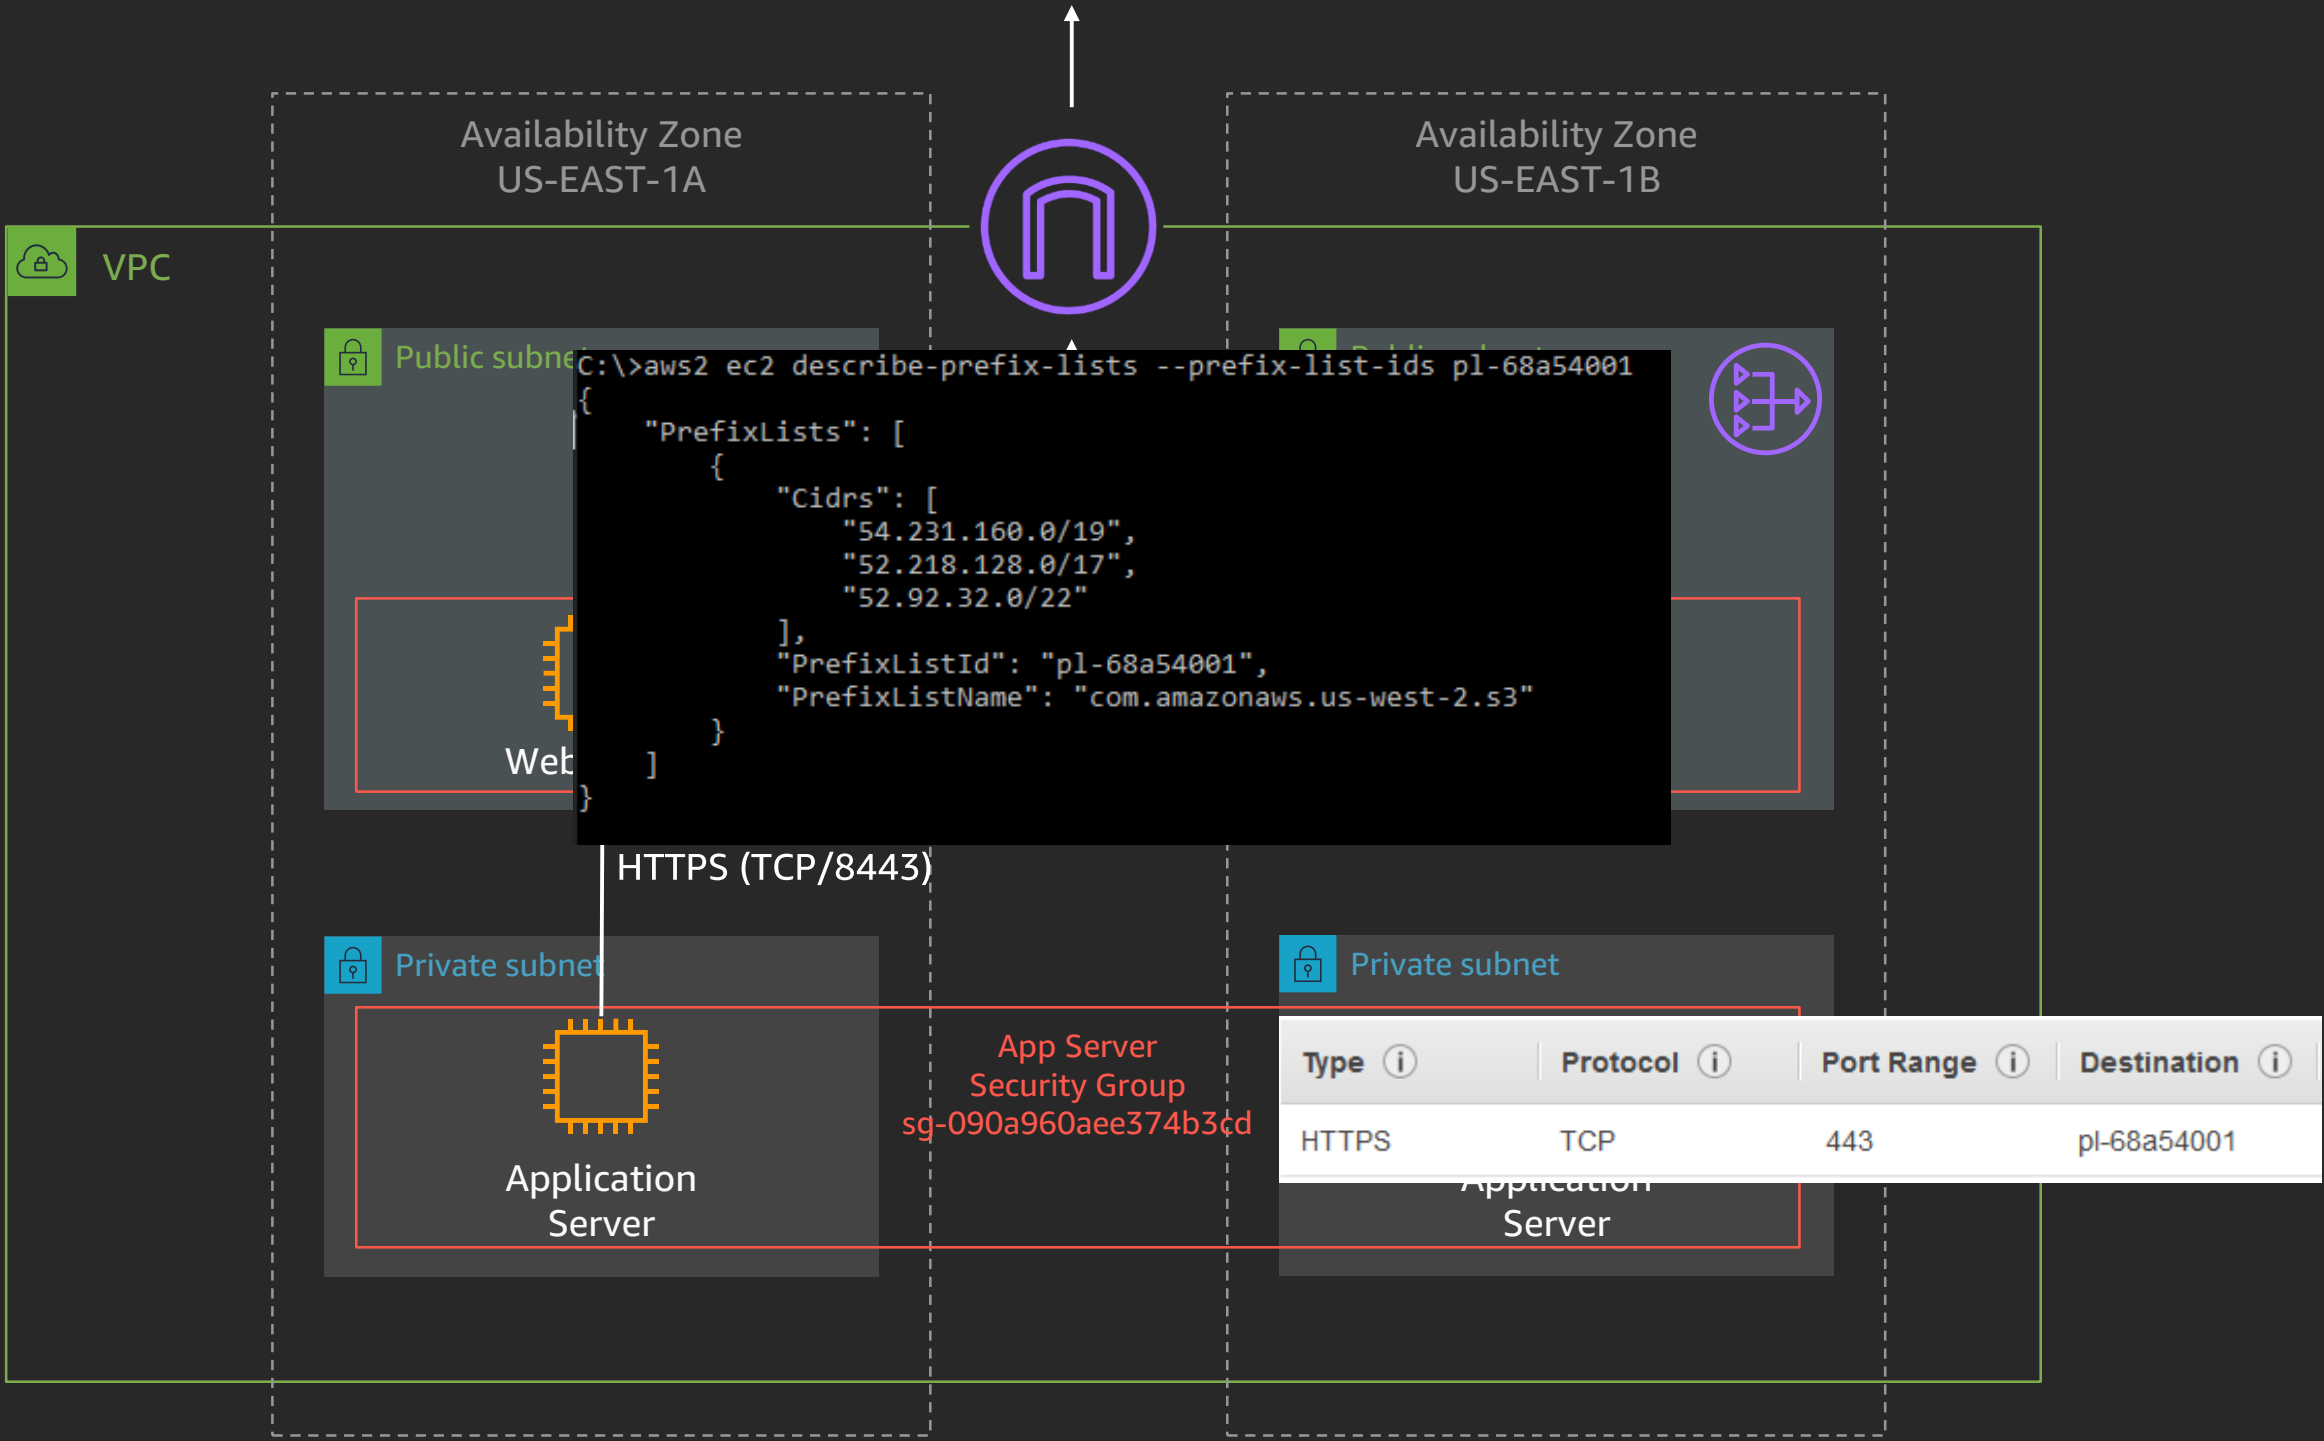 Availability Zone
US-EAST-1A
Availability Zone
US-EAST-1B
VPC
Public
C:\>aws2 ec2 describe-prefix-lists --prefix-list-ids pl-68a54001
{
"PrefixLists": [
{
"Cidrs": [
"54.231.160.0/19",
"52.218.128.0/17",
"52.92.32.0/22"
],
"PrefixListId": "pl-68a54001",
"PrefixListName": "com.amazonaws.us-west-2.s3"
}
]
}
Web
HTTPS (TCP/8443)
Private subnet
Private subnet
App Server
Security Group
sg-090a960aee374b3cd
Application
Server
Type Protocol Port Range Destination
HTTPS TCP 443 pl-68a54001
Application
Server